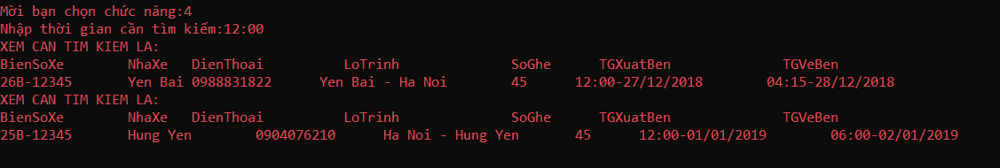 Mời bạn chọn chức năng:4
Nhập thời gian cần tìm kiếm:12:00
XEM CAN TIM KIEM LA:
BienSoXe NhaXe DienThoai LoTrinh SoGhe TGXuatBen TGVeBen
26B-12345 Yen Bai 0988831822 Yen Bai - Ha Noi 45 12:00-27/12/2018 04:15-28/12/2018
XEM CAN TIM KIEM LA:
BienSoXe NhaXe DienThoai LoTrinh SoGhe TGXuatBen TGVeBen
25B-12345 Hung Yen 0904076210 Ha Noi - Hung Yen 45 12:00-01/01/2019 06:00-02/01/2019